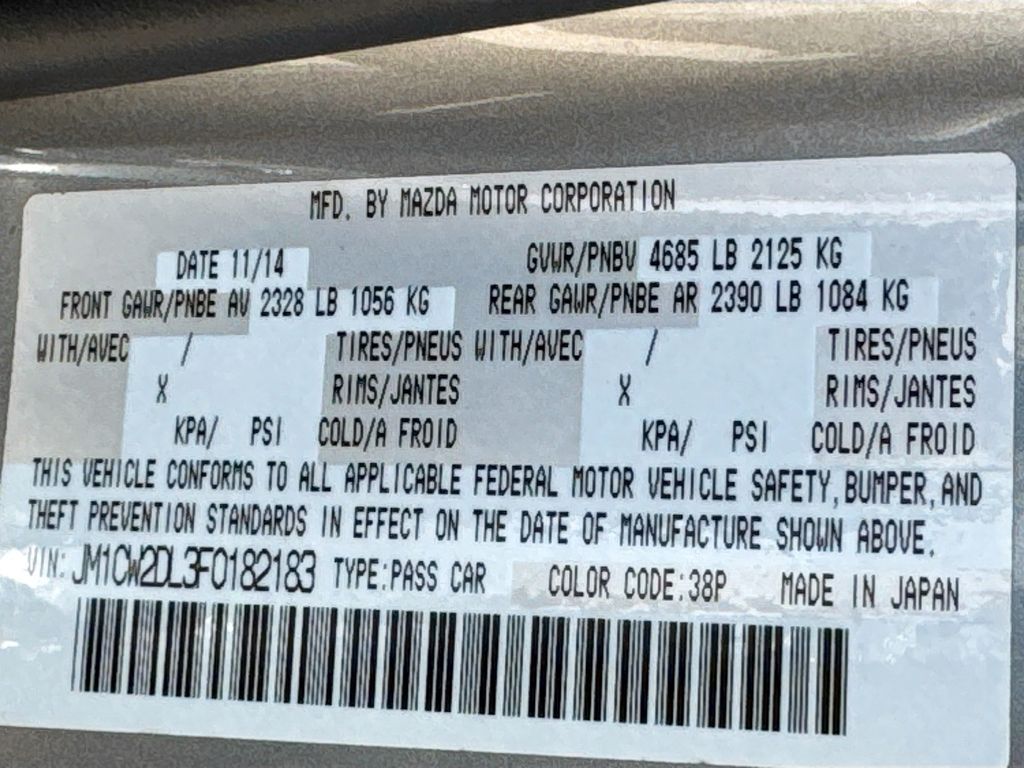 MFD. BY MAZDA MOTOR CORPORATION
DATE 11/14 GVWR/PNBV 4685 LB 2125 KG
FRONT GAWR/PNBE AV 2328 LB 1056 KG REAR GAWR/PNBE AR 2390 LB 1084 KG
WITH/AVEC / TIRES/PNEUS WITH/AVEC / TIRES/PNEUS
X RIMS/JANTES X RIMS/JANTES
KPA/ PSI COLD/A FROID KPA/ PSI COLD/A FROID
THIS VEHICLE CONFORMS TO ALL APPLICABLE FEDERAL MOTOR VEHICLE SAFETY, BUMPER, AND
THEFT PREVENTION STANDARDS IN EFFECT ON THE DATE OF MANUFACTURE SHOWN ABOVE.
VIN: JM1CW2DL3F0182183 TYPE:PASS CAR COLOR CODE:38P MADE IN JAPAN